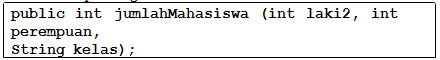 public int jumlahMahasiswa (int laki2, int
perempuan,
String kelas);